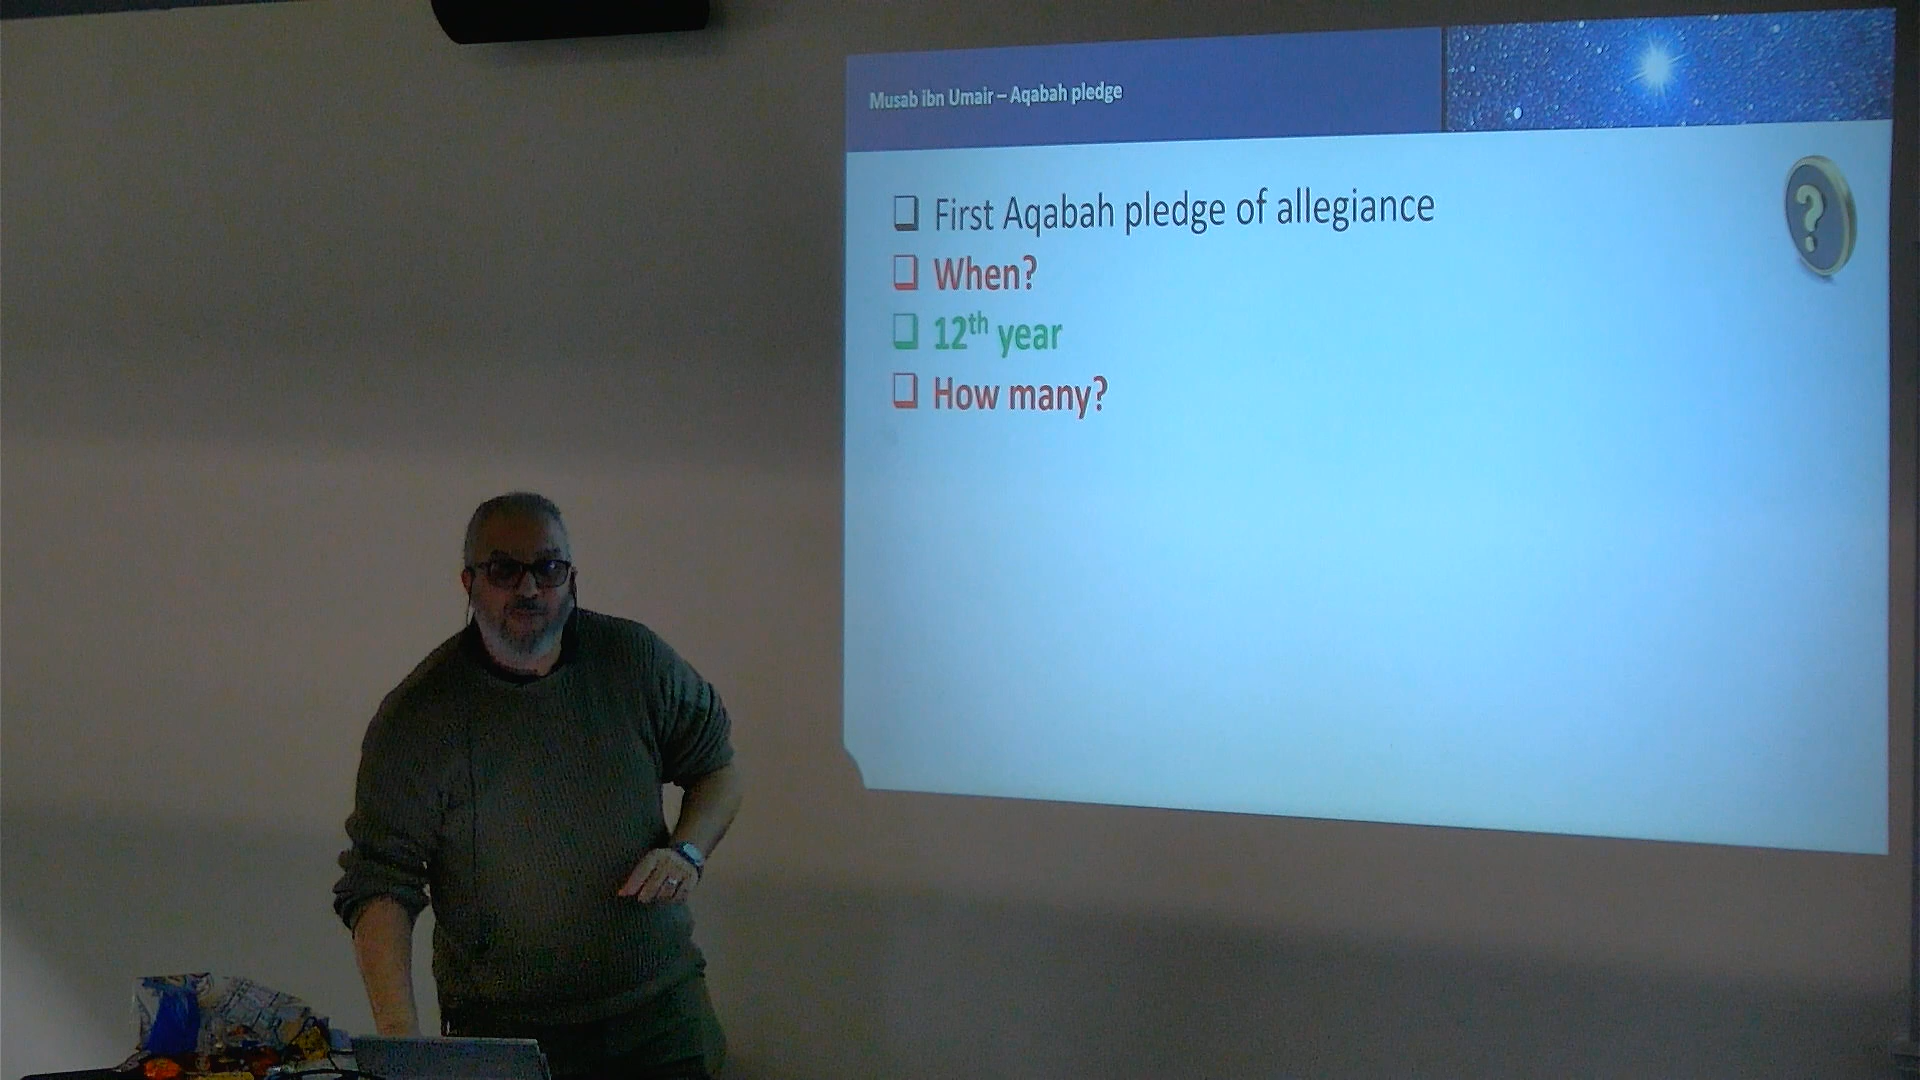 Musab ibn Umair – Aqabah pledge
First Aqabah pledge of allegiance
When?
12th year
How many?